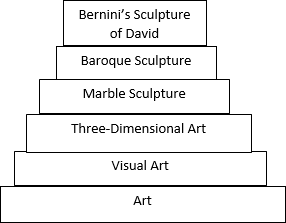 Bernini’s Sculpture
of David
Baroque Sculpture
Marble Sculpture
Three-Dimensional Art
Visual Art
Art